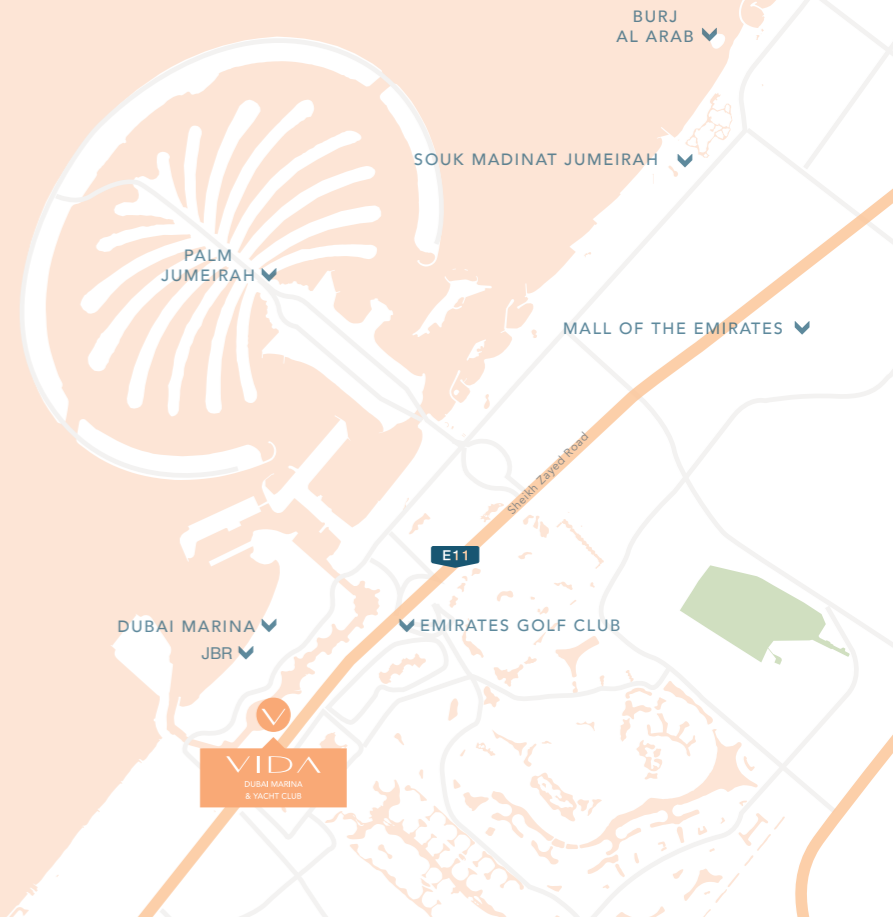 BURJ
AL ARAB
SOUK MADINAT JUMEIRAH
PALM
JUMEIRAH
MALL OF THE EMIRATES
Sheikh Zayed Road
E11
DUBAI MARINA
EMIRATES GOLF CLUB
JBR
V
VIDA
DUBAI MARINA
& YACHT CLUB